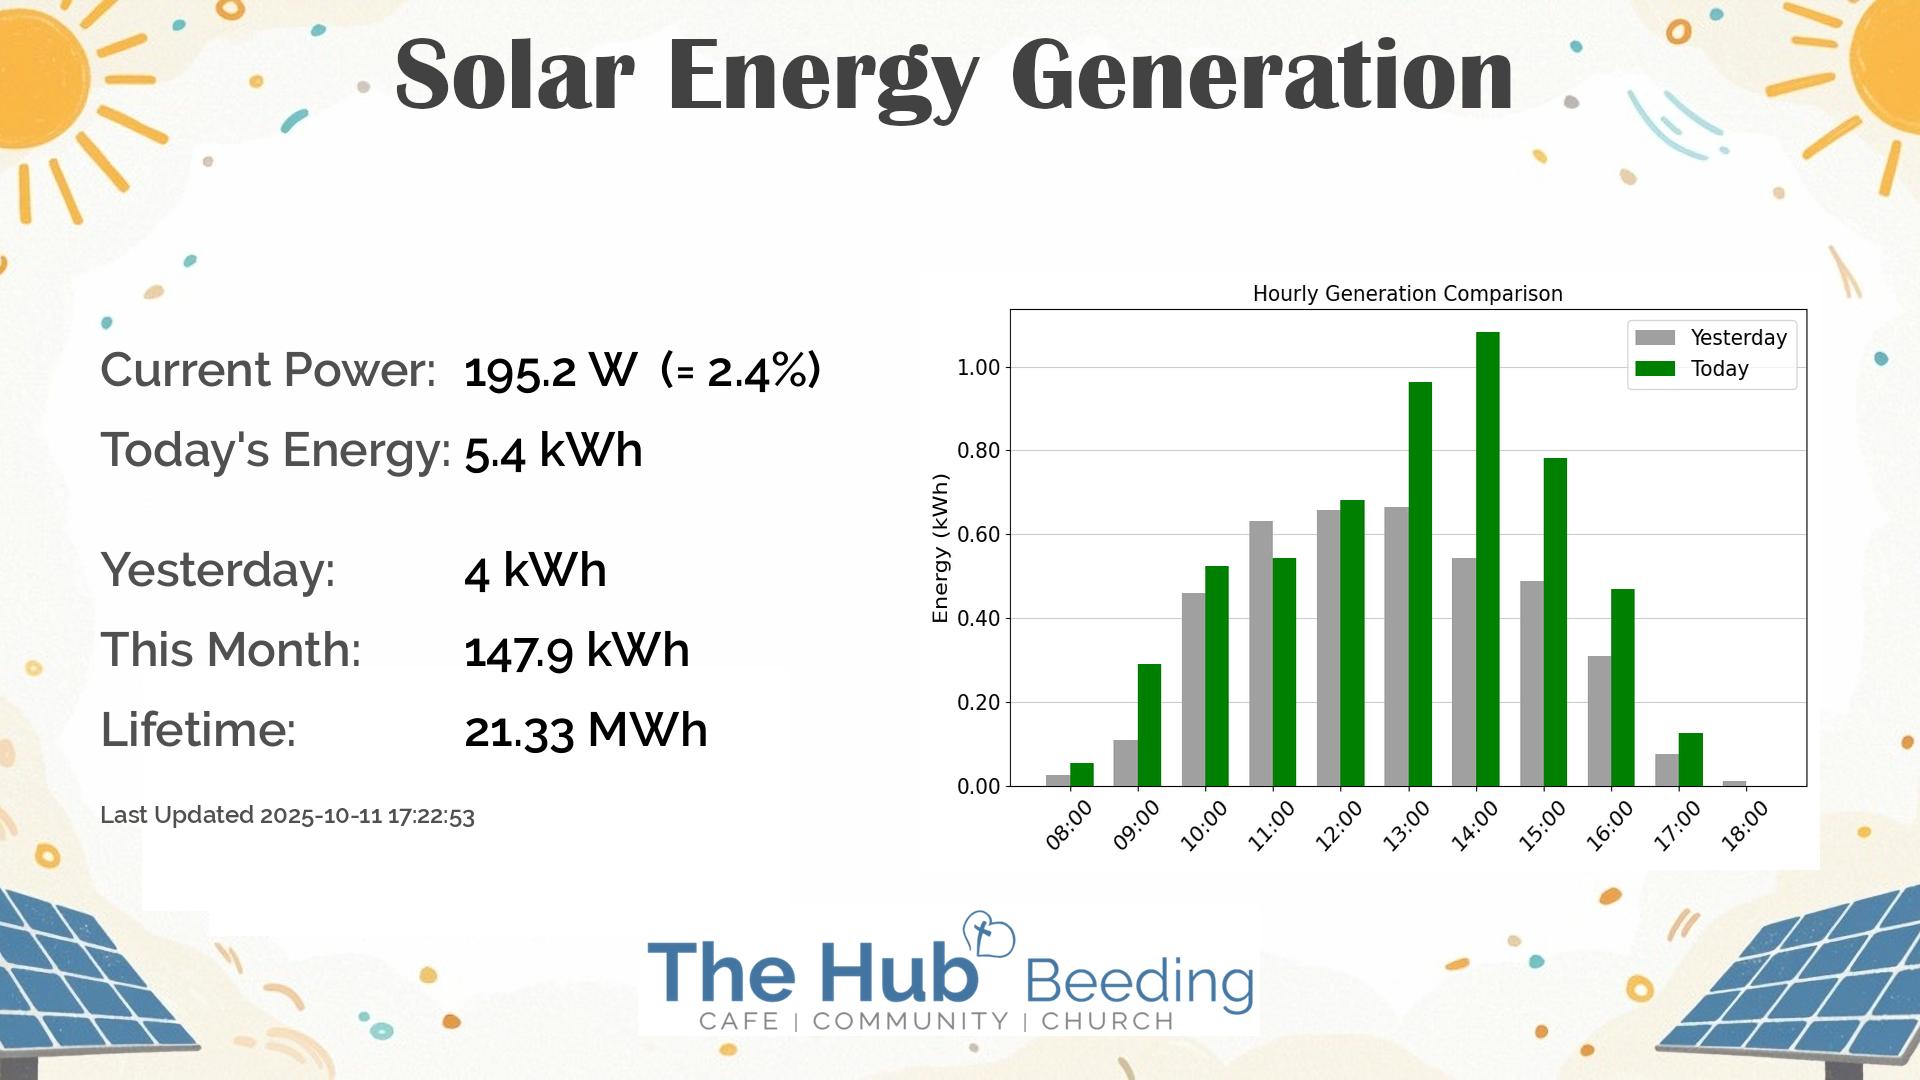 Solar Energy Generation
Current Power: 195.2 W (= 2.4%)
Today's Energy: 5.4 kWh
Yesterday: 4 kWh
This Month: 147.9 kWh
Lifetime: 21.33 MWh
Last Updated 2025-10-11 17:22:53
Hourly Generation Comparison
Yesterday
Today
Energy (kWh)
1.00
0.80
0.60
0.40
0.20
0.00
08:00 09:00 10:00 11:00 12:00 13:00 14:00 15:00 16:00 17:00 18:00
The Hub Beeding
CAFE | COMMUNITY | CHURCH